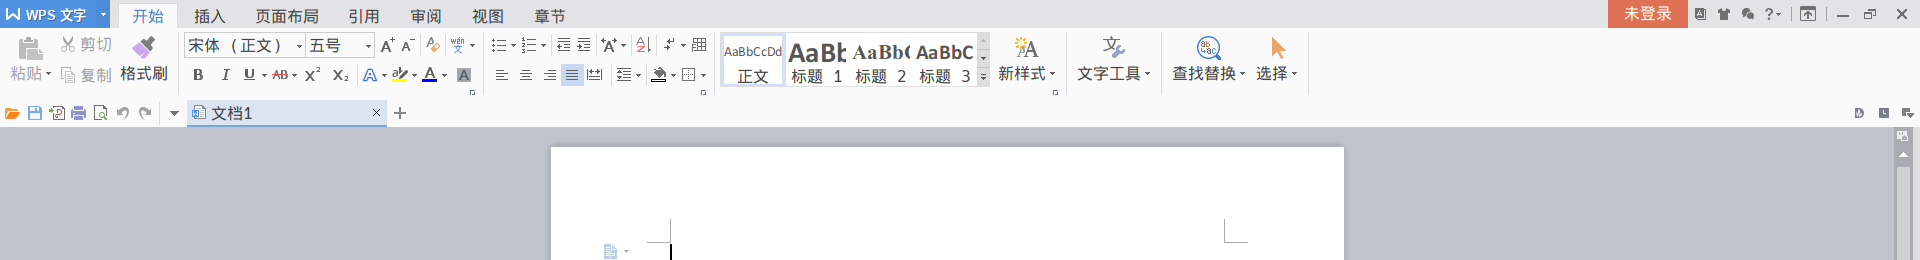 WPS 文字 开始 插入 页面布局 引用 审阅 视图 章节 未登录
剪切 宋体 (正文) 五号 AaBbCcDd AaBb AaBb( AaBbC
粘贴 复制 格式刷 B I U AB X² X₂ A ab A A 正文 标题 1 标题 2 标题 3 新样式 文字工具 查找替换 选择
文档1